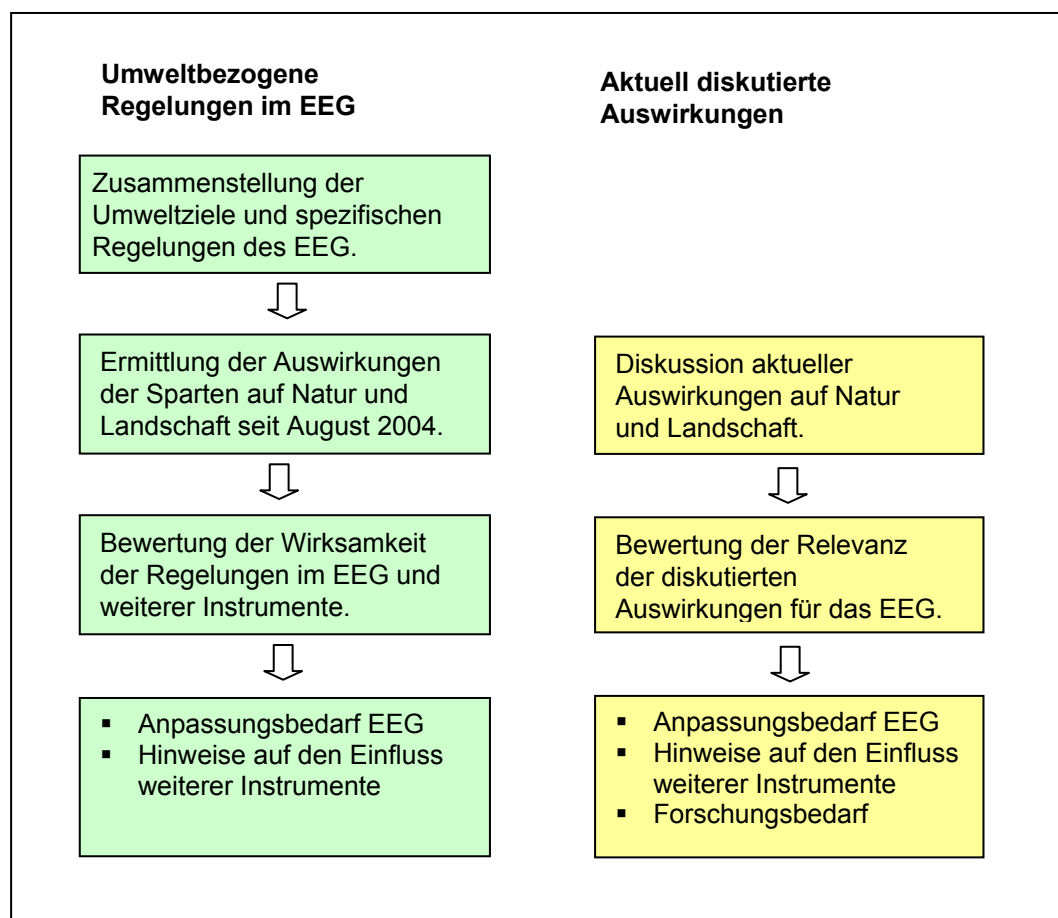 Umweltbezogene
Regelungen im EEG
Zusammenstellung der
Umweltziele und spezifischen
Regelungen des EEG.
Ermittlung der Auswirkungen
der Sparten auf Natur und
Landschaft seit August 2004.
Bewertung der Wirksamkeit
der Regelungen im EEG und
weiterer Instrumente.
▪ Anpassungsbedarf EEG
▪ Hinweise auf den Einfluss
weiterer Instrumente
Aktuell diskutierte
Auswirkungen
Diskussion aktueller
Auswirkungen auf Natur
und Landschaft.
Bewertung der Relevanz
der diskutierten
Auswirkungen für das EEG.
▪ Anpassungsbedarf EEG
▪ Hinweise auf den Einfluss
weiterer Instrumente
▪ Forschungsbedarf